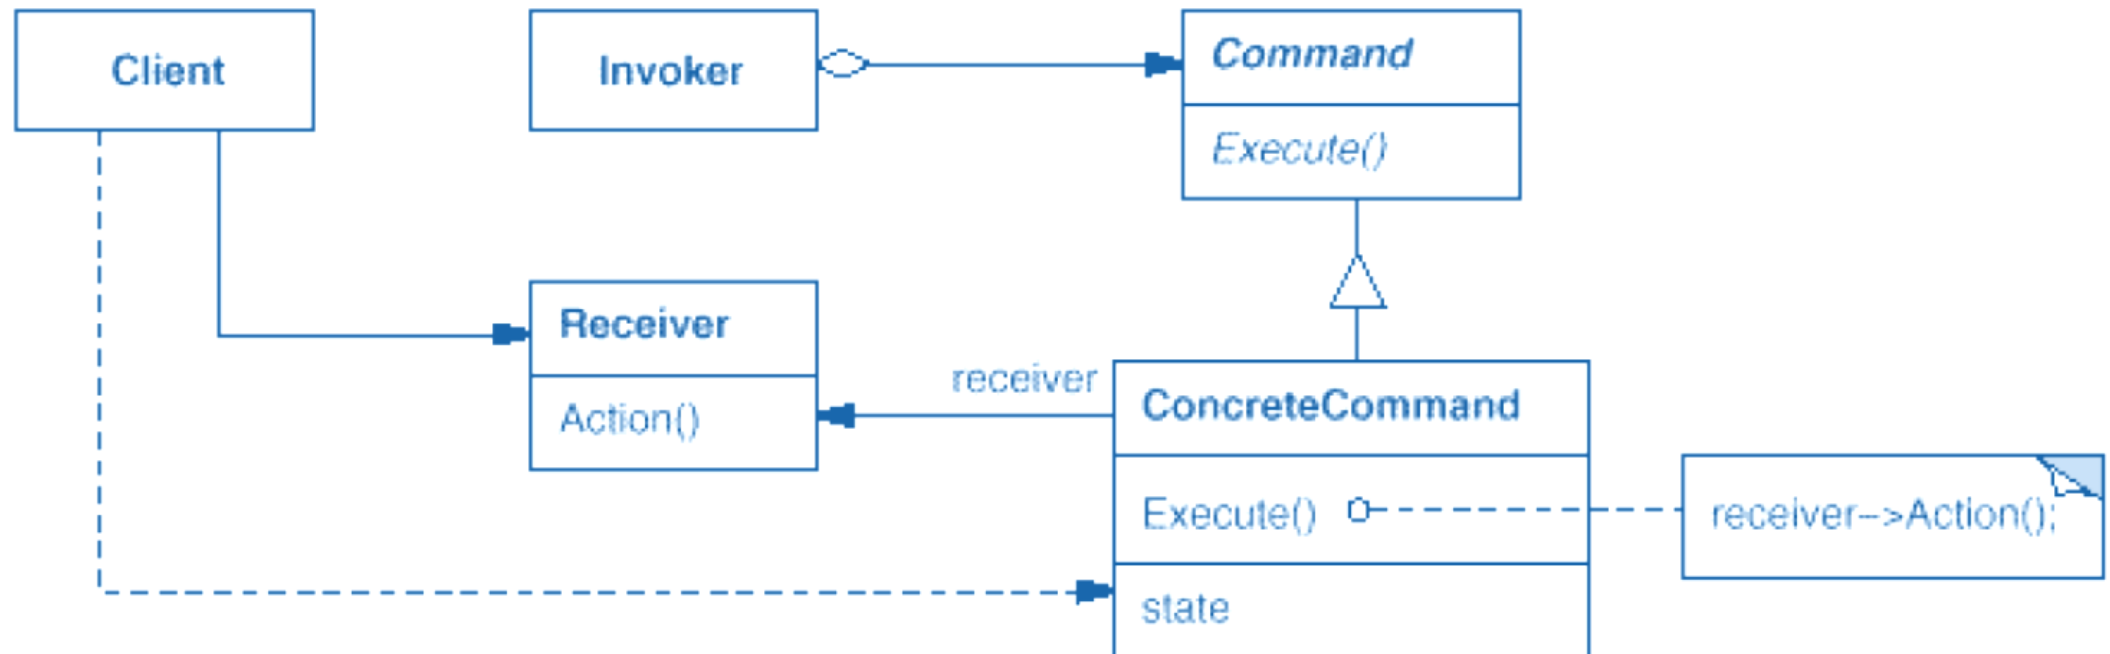 Client
Invoker
Command
Execute()
Receiver
Action()
receiver
ConcreteCommand
Execute()
receiver–>Action();
state